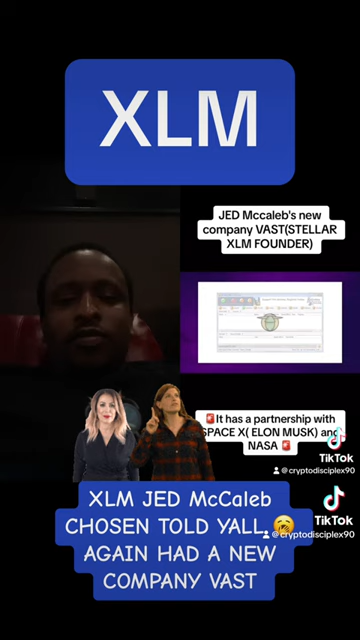 XLM
JED Mccaleb's new
company VAST(STELLAR
XLM FOUNDER)
🚨It has a partnership with
SPACE X( ELON MUSK) and
NASA 🚨
TikTok
@cryptodisciplex90
XLM JED McCaleb
CHOSEN TOLD YALL, 🥱
AGAIN HAD A NEW
COMPANY VAST
TikTok
@cryptodisciplex90